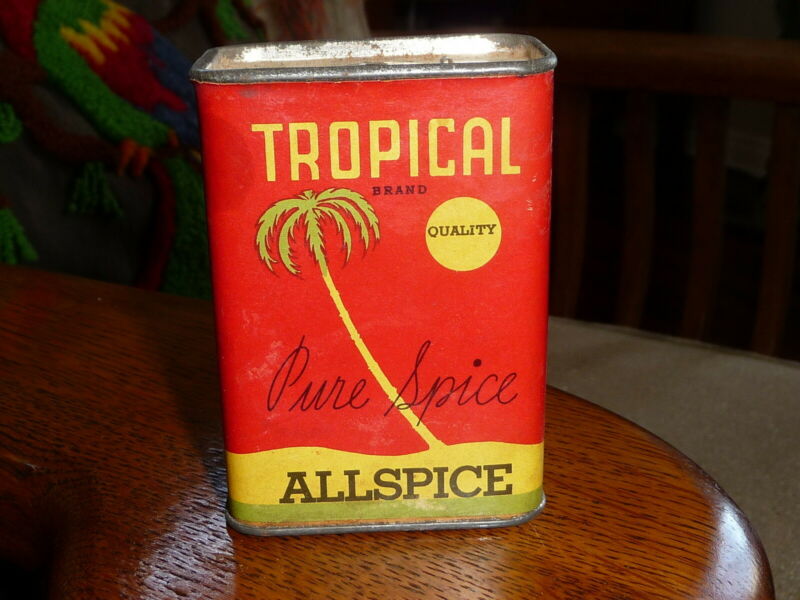 TROPICAL
BRAND
QUALITY
Pure Spice
ALLSPICE